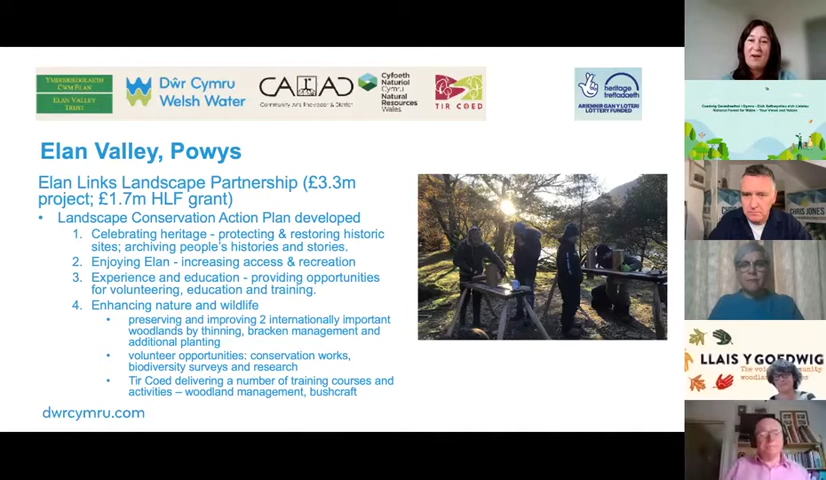 YMDDIRIEDOLAETH
CWM ELAN
ELAN VALLEY
TRUST
Dŵr Cymru
Welsh Water
CARAD
Community Arts Rhayader & District
Cyfoeth
Naturiol
Cymru
Natural
Resources
Wales
TIR COED
heritage
treftadaeth
ARIENNIR GAN Y LOTERI
LOTTERY FUNDED
Elan Valley, Powys
Elan Links Landscape Partnership (£3.3m
project; £1.7m HLF grant)
• Landscape Conservation Action Plan developed
1. Celebrating heritage - protecting & restoring historic
sites; archiving people's histories and stories.
2. Enjoying Elan - increasing access & recreation
3. Experience and education - providing opportunities
for volunteering, education and training.
4. Enhancing nature and wildlife
• preserving and improving 2 internationally important
woodlands by thinning, bracken management and
additional planting
• volunteer opportunities: conservation works,
biodiversity surveys and research
• Tir Coed delivering a number of training courses and
activities – woodland management, bushcraft
dwrcymru.com
CHRIS JONES
LLAIS Y GOEDWIG